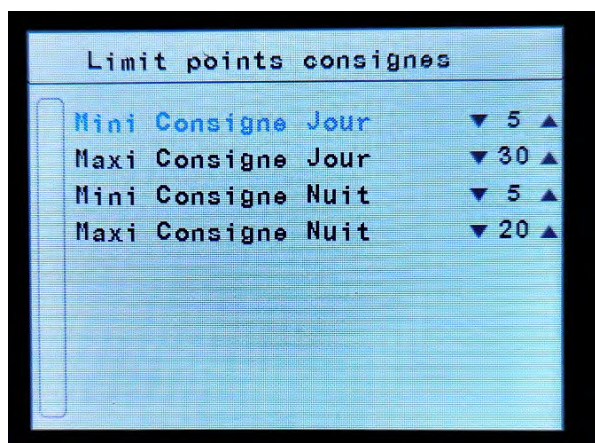 Limit points consignes
Mini Consigne Jour ▼ 5 ▲
Maxi Consigne Jour ▼ 30 ▲
Mini Consigne Nuit ▼ 5 ▲
Maxi Consigne Nuit ▼ 20 ▲